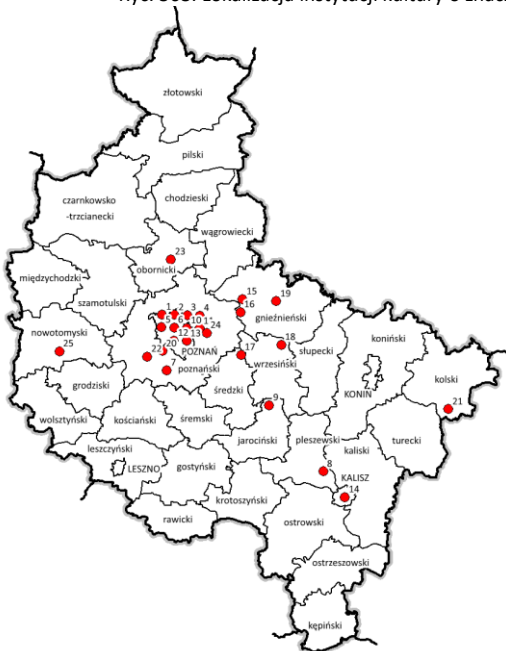 złotowski
pilski
czarnkowsko
-trzcianecki
chodzieski
wągrowiecki
23
obornicki
międzychodzki
szamotulski
15
19
16
gnieźnieński
1 2 3 4
5 6 10 24
12 13
nowotomyski
25
22
20
POZNAŃ
7
poznański
17
18
wrzesiński
słupecki
koniński
KONIN
kolski
21
grodziski
średzki
9
wolsztyński
kościański
śremski
jarociński
pleszewski
kaliski
turecki
leszczyński
LESZNO
gostyński
8
KALISZ
14
krotoszyński
rawicki
ostrowski
ostrzeszowski
kępiński